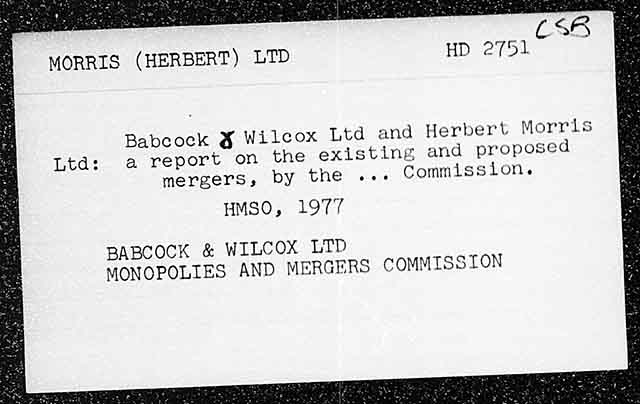 CSB
MORRIS (HERBERT) LTD HD 2751
Babcock & Wilcox Ltd and Herbert Morris
Ltd: a report on the existing and proposed
mergers, by the ... Commission.
HMSO, 1977
BABCOCK & WILCOX LTD
MONOPOLIES AND MERGERS COMMISSION